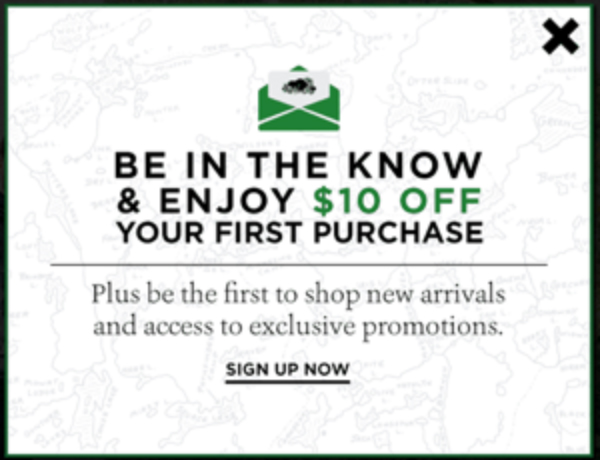 BE IN THE KNOW
& ENJOY $10 OFF
YOUR FIRST PURCHASE
Plus be the first to shop new arrivals
and access to exclusive promotions.
SIGN UP NOW